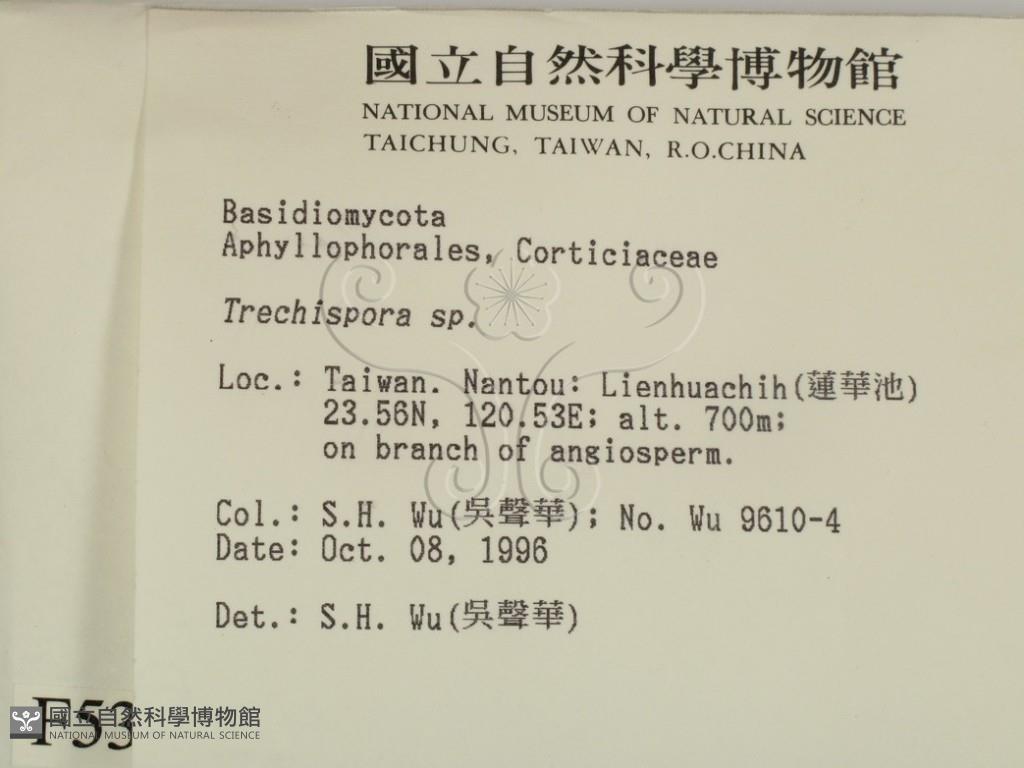 國立自然科學博物館
NATIONAL MUSEUM OF NATURAL SCIENCE
TAICHUNG, TAIWAN, R.O.CHINA
Basidiomycota
Aphyllophorales, Corticiaceae
Trechispora sp.
Loc.: Taiwan. Nantou: Lienhuachih(蓮華池)
23.56N, 120.53E; alt. 700m;
on branch of angiosperm.
Col.: S.H. Wu(吳聲華); No. Wu 9610-4
Date: Oct. 08, 1996
Det.: S.H. Wu(吳聲華)
F53
國立自然科學博物館
NATIONAL MUSEUM OF NATURAL SCIENCE